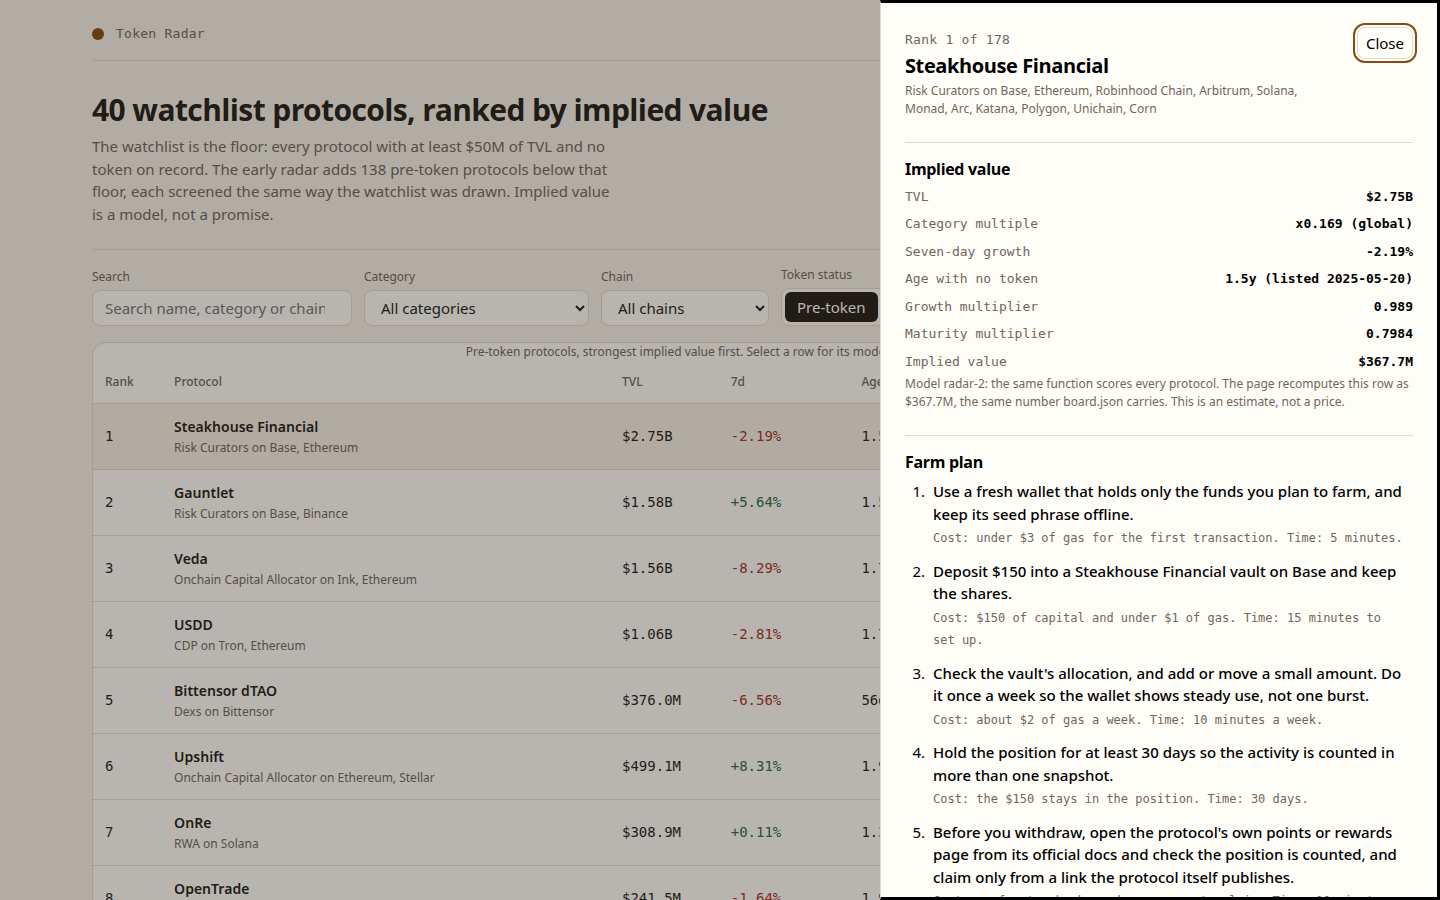 Token Radar
40 watchlist protocols, ranked by implied value
The watchlist is the floor: every protocol with at least $50M of TVL and no
token on record. The early radar adds 138 pre-token protocols below that
floor, each screened the same way the watchlist was drawn. Implied value
is a model, not a promise.
Search
Category
Chain
Token status
Search name, category or chain
All categories
All chains
Pre-token
Pre-token protocols, strongest implied value first. Select a row for its
Rank Protocol TVL 7d
1 Steakhouse Financial $2.75B -2.19%
Risk Curators on Base, Ethereum
2 Gauntlet $1.58B +5.64%
Risk Curators on Base, Binance
3 Veda $1.56B -8.29%
Onchain Capital Allocator on Ink, Ethereum
4 USDD $1.06B -2.81%
CDP on Tron, Ethereum
5 Bittensor dTAO $376.0M -6.56%
Dexs on Bittensor
6 Upshift $499.1M +8.31%
Onchain Capital Allocator on Ethereum, Stellar
7 OnRe $308.9M +0.11%
RWA on Solana
8 OpenTrade $241.5M -1.64%
Rank 1 of 178
Close
Steakhouse Financial
Risk Curators on Base, Ethereum, Robinhood Chain, Arbitrum, Solana,
Monad, Arc, Katana, Polygon, Unichain, Corn
Implied value
TVL $2.75B
Category multiple x0.169 (global)
Seven-day growth -2.19%
Age with no token 1.5y (listed 2025-05-20)
Growth multiplier 0.989
Maturity multiplier 0.7984
Implied value $367.7M
Model radar-2: the same function scores every protocol. The page recomputes this row as
$367.7M, the same number board.json carries. This is an estimate, not a price.
Farm plan
1. Use a fresh wallet that holds only the funds you plan to farm, and
keep its seed phrase offline.
Cost: under $3 of gas for the first transaction. Time: 5 minutes.
2. Deposit $150 into a Steakhouse Financial vault on Base and keep
the shares.
Cost: $150 of capital and under $1 of gas. Time: 15 minutes to
set up.
3. Check the vault's allocation, and add or move a small amount. Do
it once a week so the wallet shows steady use, not one burst.
Cost: about $2 of gas a week. Time: 10 minutes a week.
4. Hold the position for at least 30 days so the activity is counted in
more than one snapshot.
Cost: the $150 stays in the position. Time: 30 days.
5. Before you withdraw, open the protocol's own points or rewards
page from its official docs and check the position is counted, and
claim only from a link the protocol itself publishes.